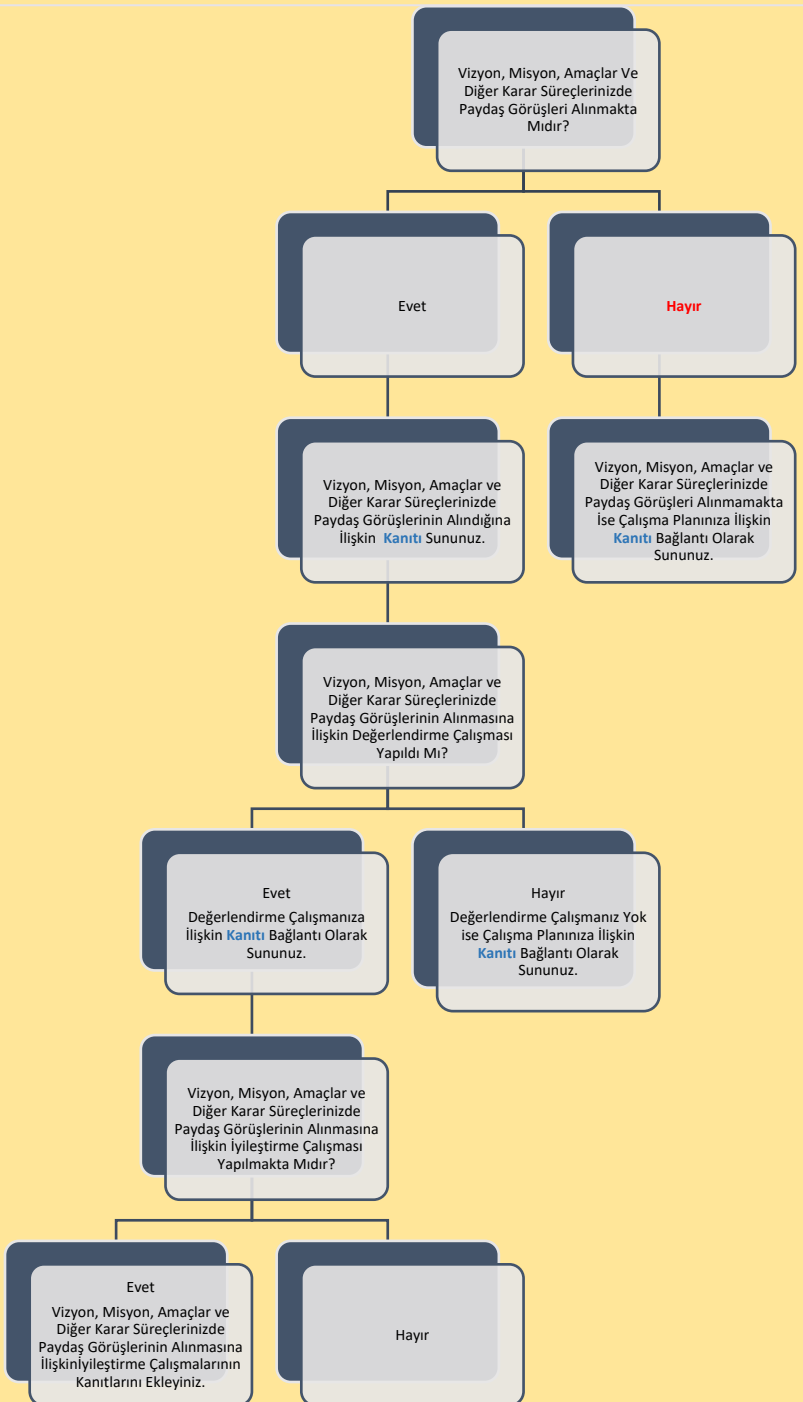 Vizyon, Misyon, Amaçlar Ve
Diğer Karar Süreçlerinizde
Paydaş Görüşleri Alınmakta
Mıdır?
Evet
Hayır
Vizyon, Misyon, Amaçlar ve
Diğer Karar Süreçlerinizde
Paydaş Görüşlerinin Alındığına
İlişkin Kanıtı Sununuz.
Vizyon, Misyon, Amaçlar ve
Diğer Karar Süreçlerinizde
Paydaş Görüşleri Alınmamakta
İse Çalışma Planınıza İlişkin
Kanıtı Bağlantı Olarak
Sununuz.
Vizyon, Misyon, Amaçlar ve
Diğer Karar Süreçlerinizde
Paydaş Görüşlerinin Alınmasına
İlişkin Değerlendirme Çalışması
Yapıldı Mı?
Evet
Değerlendirme Çalışmanıza
İlişkin Kanıtı Bağlantı Olarak
Sununuz.
Hayır
Değerlendirme Çalışmanız Yok
ise Çalışma Planınıza İlişkin
Kanıtı Bağlantı Olarak
Sununuz.
Vizyon, Misyon, Amaçlar ve
Diğer Karar Süreçlerinizde
Paydaş Görüşlerinin Alınmasına
İlişkin İyileştirme Çalışması
Yapılmakta Mıdır?
Evet
Vizyon, Misyon, Amaçlar ve
Diğer Karar Süreçlerinizde
Paydaş Görüşlerinin Alınmasına
İlişkinİyileştirme Çalışmalarının
Kanıtlarını Ekleyiniz.
Hayır